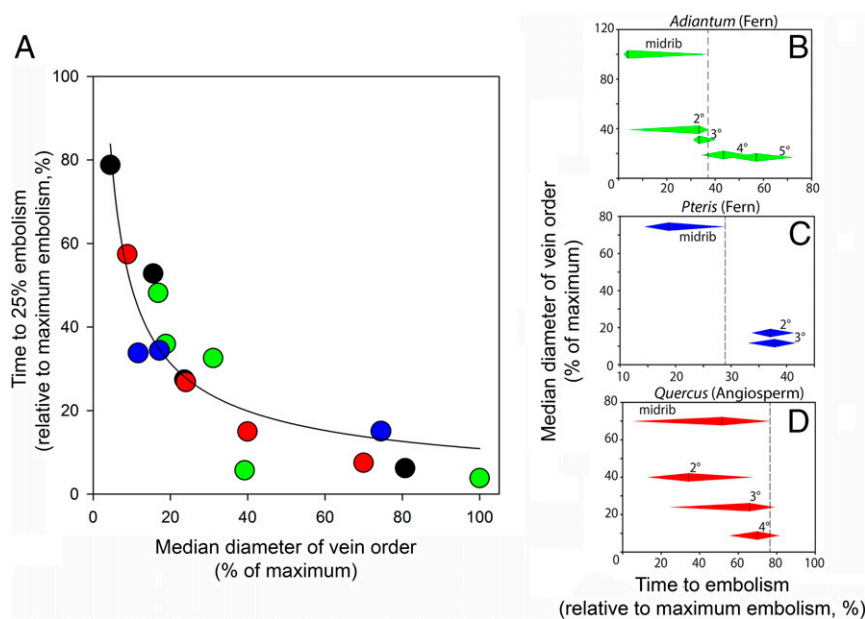 A
100
80
60
40
20
0
0 20 40 60 80 100
Time to 25% embolism
(relative to maximum embolism,%)
Median diameter of vein order
(% of maximum)
Adiantum (Fern)
B
120
80
40
0
midrib
2°
3°
4°
5°
0 20 40 60 80
Pteris (Fern)
C
80
60
40
20
0
midrib
2°
3°
10 20 30 40
Quercus (Angiosperm)
D
80
60
40
20
0
midrib
2°
3°
4°
0 20 40 60 80 100
Median diameter of vein order
(% of maximum)
Time to embolism
(relative to maximum embolism, %)